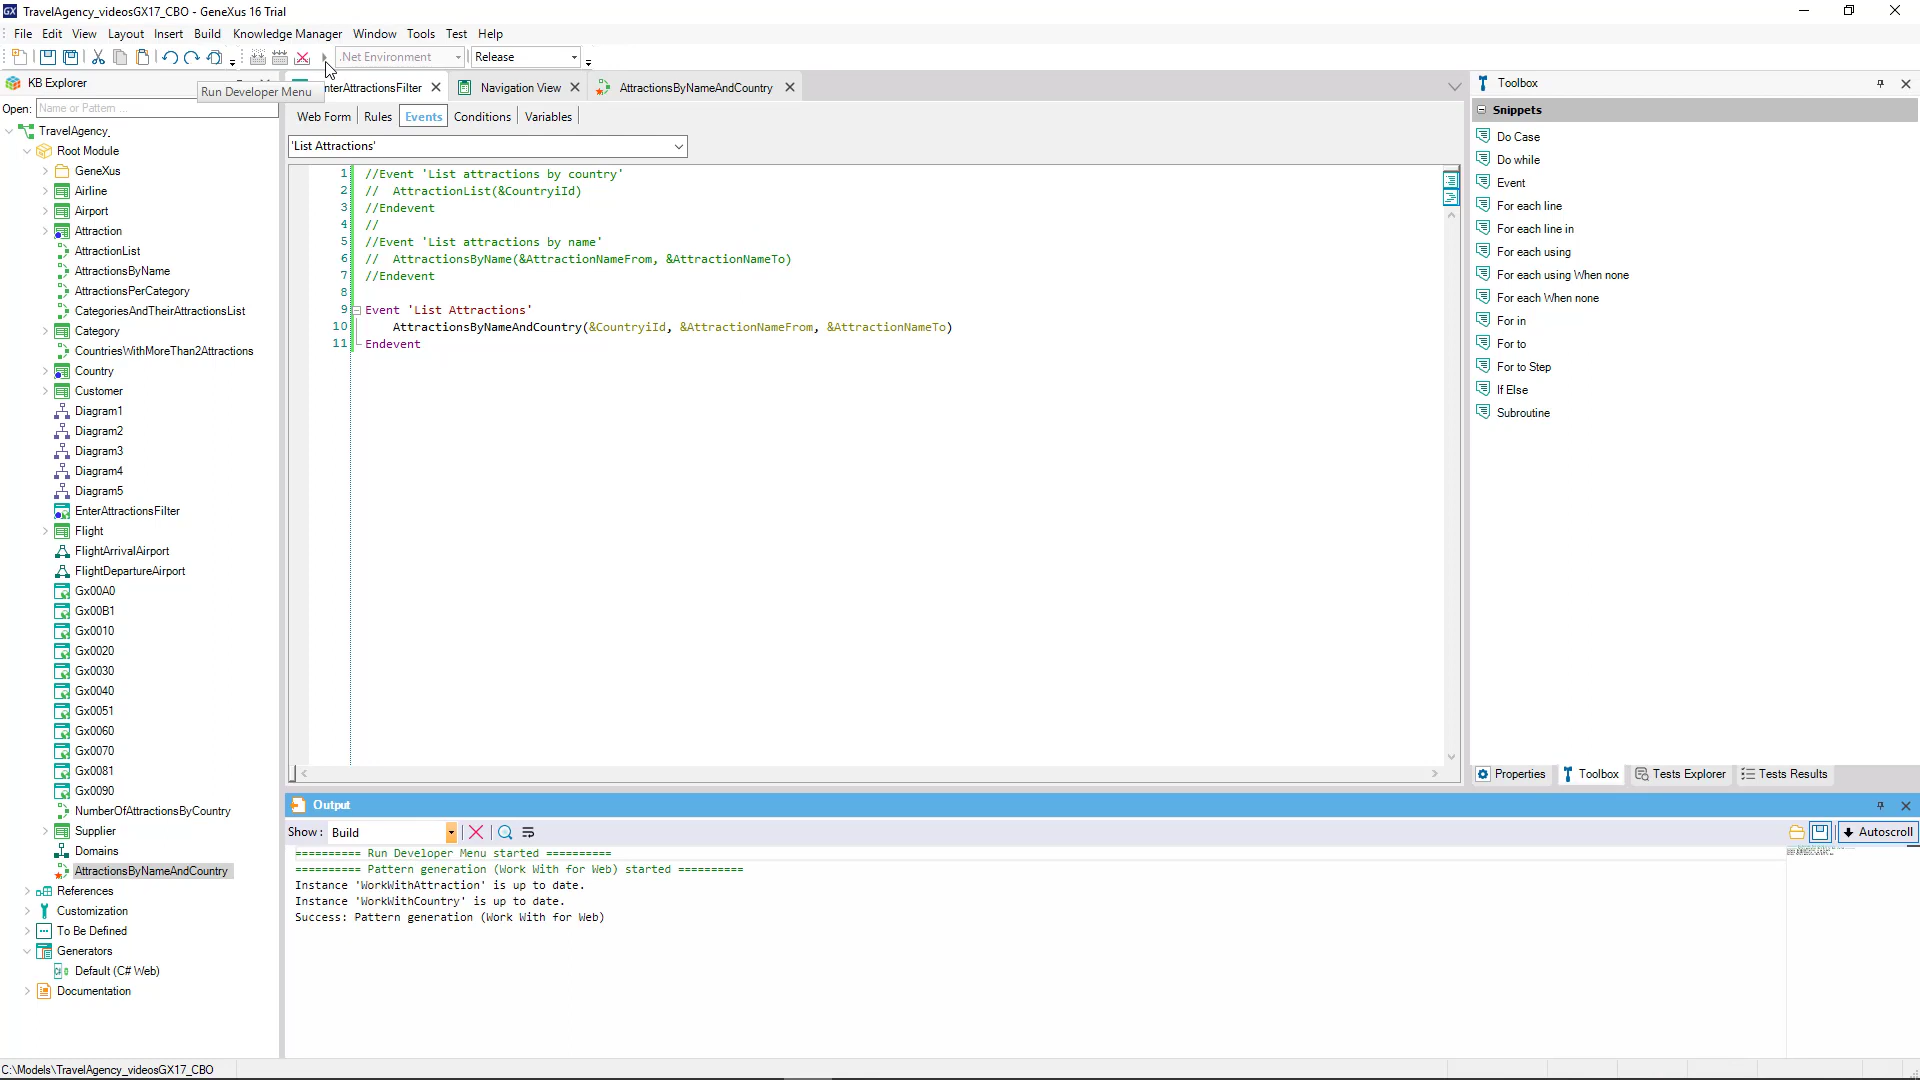 TravelAgency_videosGX17_CBO - GeneXus 16 Trial
File Edit View Layout Insert Build Knowledge Manager Window Tools Test Help
.Net Environment Release
KB Explorer
Run Developer Menu
nterAttractionsFilter Navigation View AttractionsByNameAndCountry
Open: Name or Pattern ...
Web Form Rules Events Conditions Variables
'List Attractions'
TravelAgency_
Root Module
GeneXus
Airline
Airport
Attraction
AttractionList
AttractionsByName
AttractionsPerCategory
CategoriesAndTheirAttractionsList
Category
CountriesWithMoreThan2Attractions
Country
Customer
Diagram1
Diagram2
Diagram3
Diagram4
Diagram5
EnterAttractionsFilter
Flight
FlightArrivalAirport
FlightDepartureAirport
Gx00A0
Gx00B1
Gx0010
Gx0020
Gx0030
Gx0040
Gx0051
Gx0060
Gx0070
Gx0081
Gx0090
NumberOfAttractionsByCountry
Supplier
Domains
AttractionsByNameAndCountry
References
Customization
To Be Defined
Generators
Default (C# Web)
Documentation
1 //Event 'List attractions by country'
2 // AttractionList(&CountryiId)
3 //Endevent
4 //
5 //Event 'List attractions by name'
6 // AttractionsByName(&AttractionNameFrom, &AttractionNameTo)
7 //Endevent
8
9 Event 'List Attractions'
10 AttractionsByNameAndCountry(&CountryiId, &AttractionNameFrom, &AttractionNameTo)
11 Endevent
Toolbox
Snippets
Do Case
Do while
Event
For each line
For each line in
For each using
For each using When none
For each When none
For in
For to
For to Step
If Else
Subroutine
Properties Toolbox Tests Explorer Tests Results
Output
Show: Build Autoscroll
========== Run Developer Menu started ==========
========== Pattern generation (Work With for Web) started ==========
Instance 'WorkWithAttraction' is up to date.
Instance 'WorkWithCountry' is up to date.
Success: Pattern generation (Work With for Web)
C:\Models\TravelAgency_videosGX17_CBO